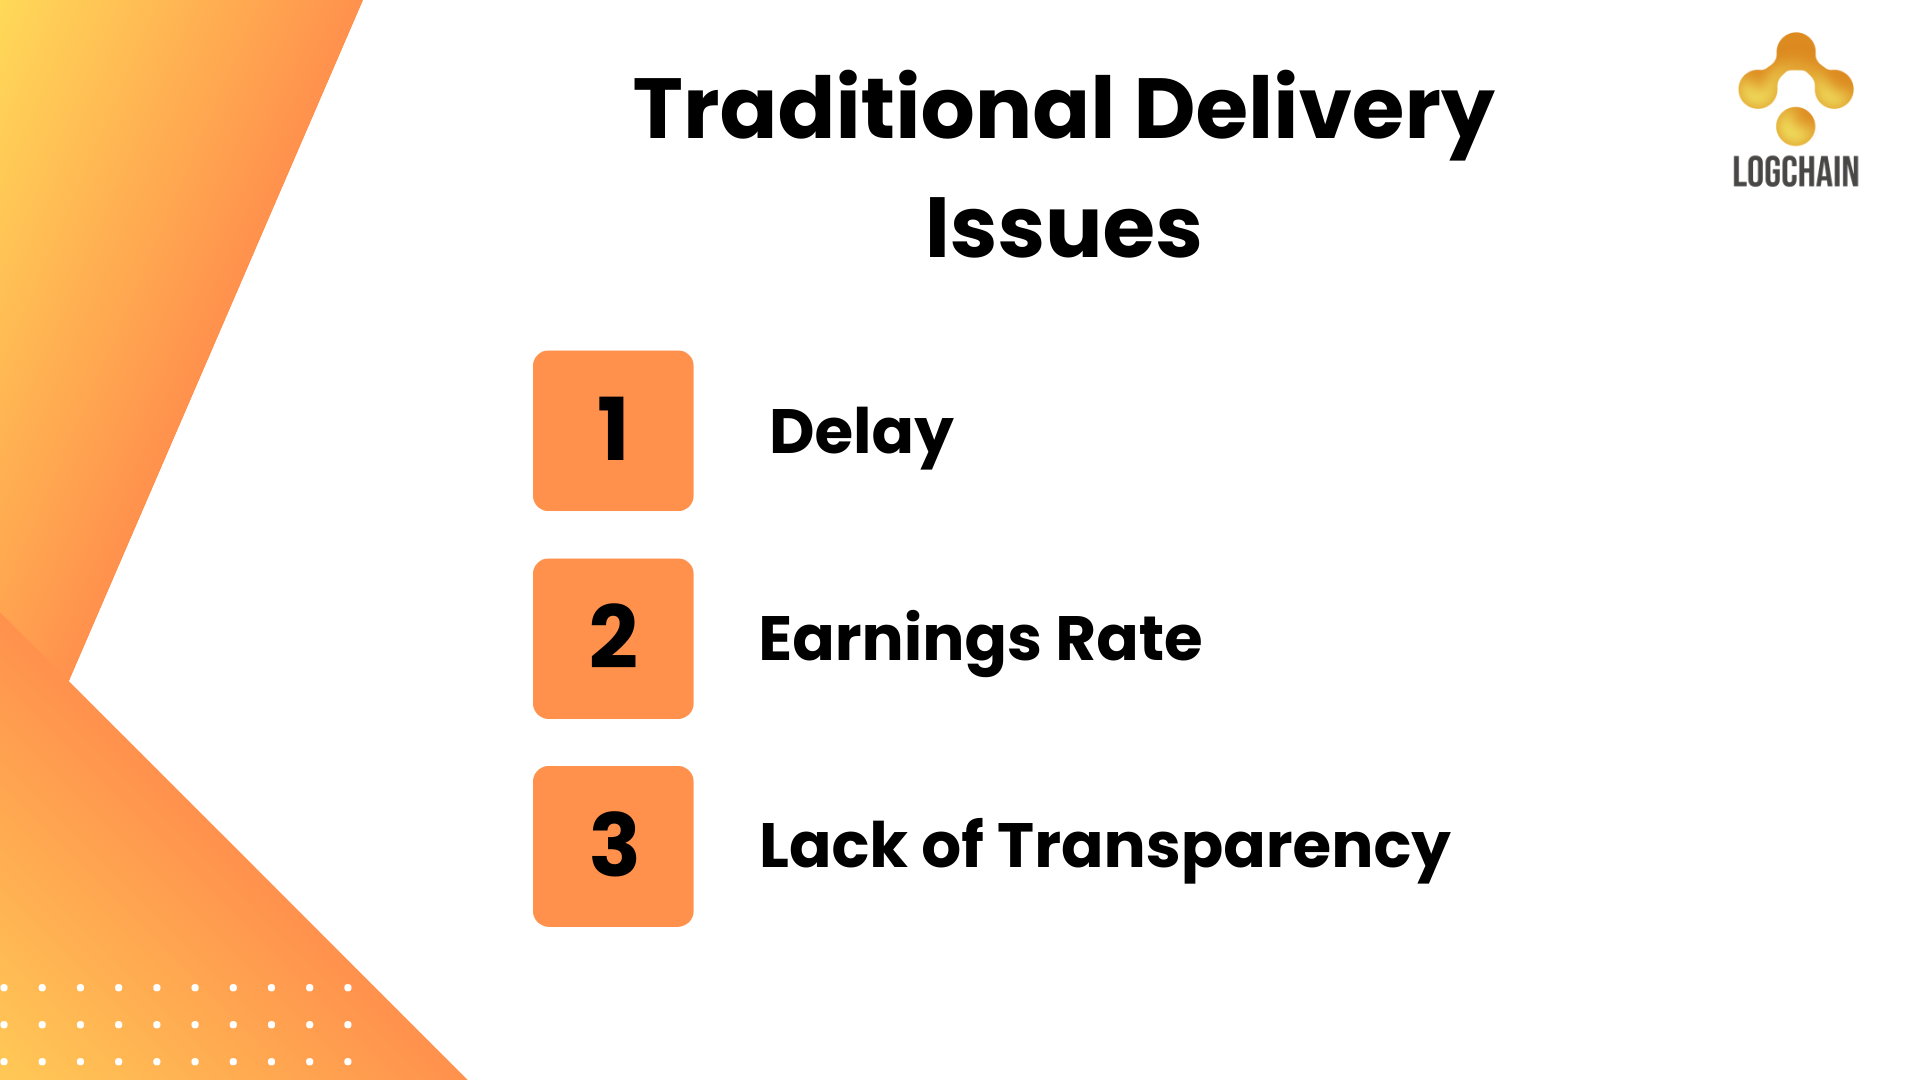 Traditional Delivery
Issues
LOGCHAIN
1
Delay
2
Earnings Rate
3
Lack of Transparency